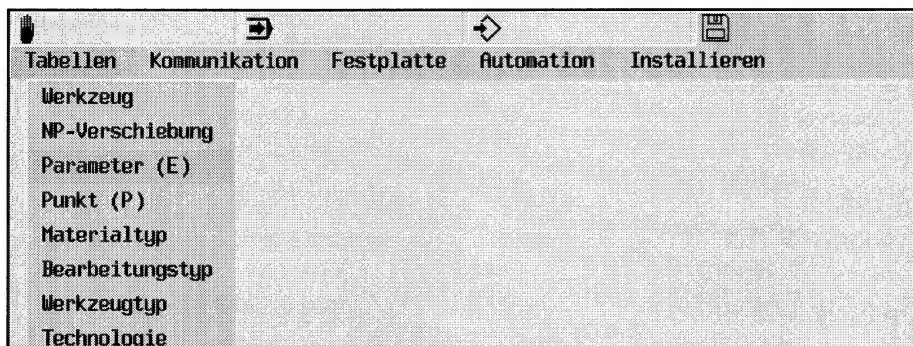 Tabellen Kommunikation Festplatte Automation Installieren
Werkzeug
NP-Verschiebung
Parameter (E)
Punkt (P)
Materialtyp
Bearbeitungstyp
Werkzeugtyp
Technologie